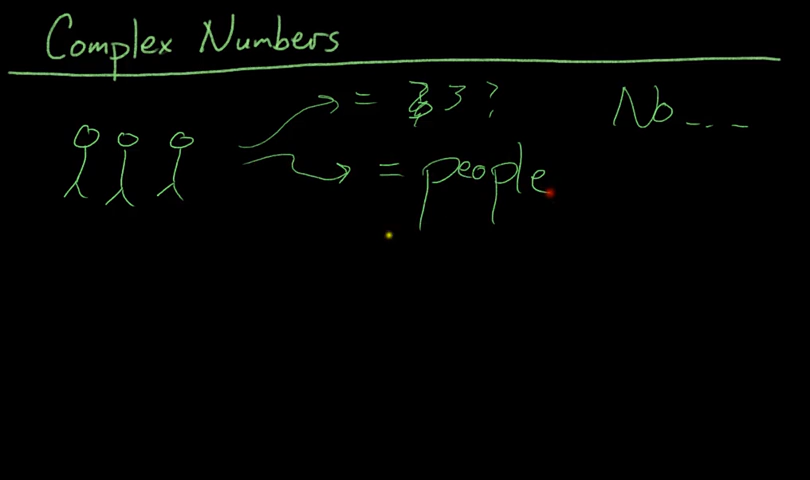 Complex Numbers
= 3 ? No ---
= people